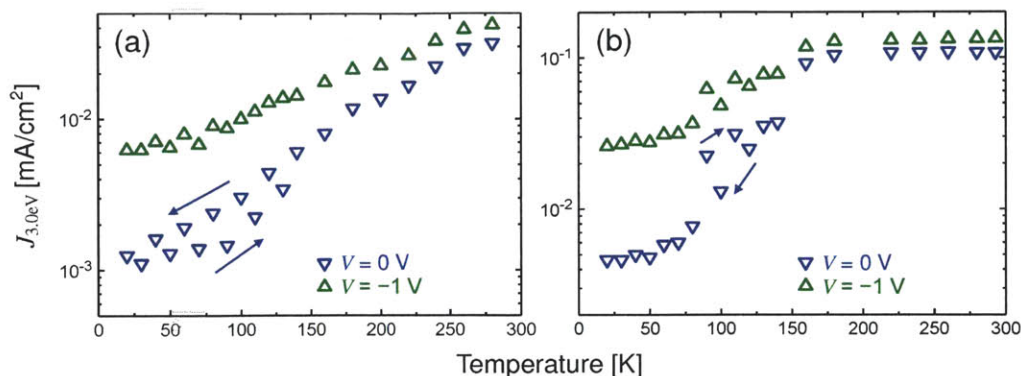 (a)
(b)
J3.0eV [mA/cm²]
10⁻²
10⁻³
10⁻¹
10⁻²
V = 0 V
V = −1 V
V = 0 V
V = −1 V
0 50 100 150 200 250 300
0 50 100 150 200 250 300
Temperature [K]